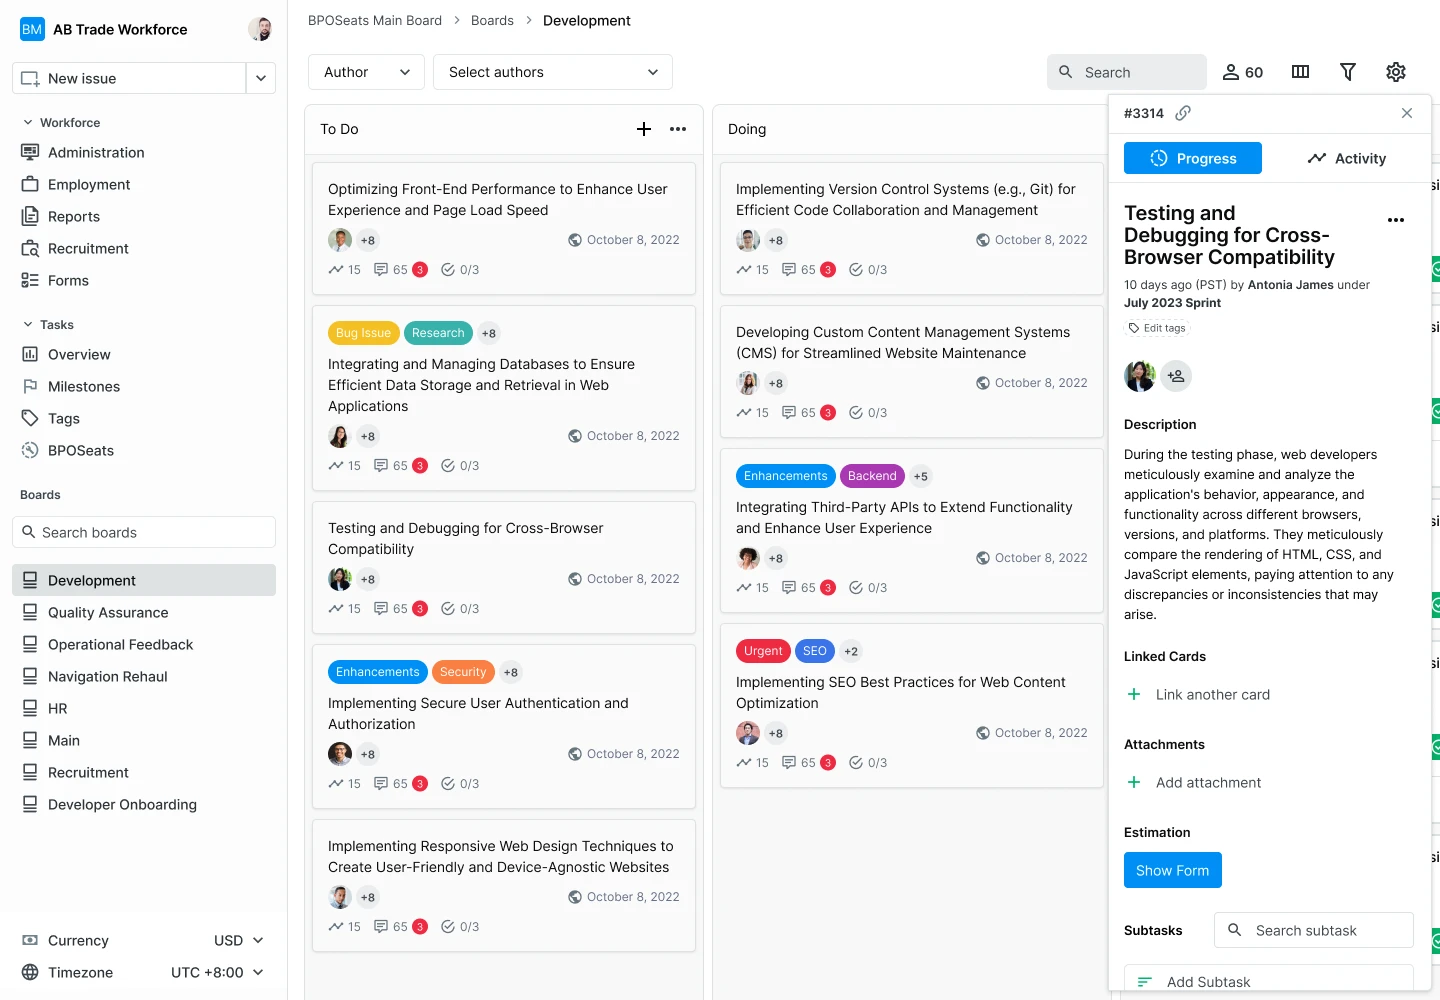 BM AB Trade Workforce
New issue
Workforce
Administration
Employment
Reports
Recruitment
Forms
Tasks
Overview
Milestones
Tags
BPOSeats
Boards
Search boards
Development
Quality Assurance
Operational Feedback
Navigation Rehaul
HR
Main
Recruitment
Developer Onboarding
Currency USD
Timezone UTC +8:00
BPOSeats Main Board > Boards > Development
Author
Select authors
Search
60
To Do
Optimizing Front-End Performance to Enhance User
Experience and Page Load Speed
+8 October 8, 2022
15 65 3 0/3
Bug Issue Research +8
Integrating and Managing Databases to Ensure
Efficient Data Storage and Retrieval in Web
Applications
+8 October 8, 2022
15 65 3 0/3
Testing and Debugging for Cross-Browser
Compatibility
+8 October 8, 2022
15 65 3 0/3
Enhancements Security +8
Implementing Secure User Authentication and
Authorization
+8 October 8, 2022
15 65 3 0/3
Implementing Responsive Web Design Techniques to
Create User-Friendly and Device-Agnostic Websites
+8 October 8, 2022
15 65 3 0/3
Doing
Implementing Version Control Systems (e.g., Git) for
Efficient Code Collaboration and Management
+8 October 8, 2022
15 65 3 0/3
Developing Custom Content Management Systems
(CMS) for Streamlined Website Maintenance
+8 October 8, 2022
15 65 3 0/3
Enhancements Backend +5
Integrating Third-Party APIs to Extend Functionality
and Enhance User Experience
+8 October 8, 2022
15 65 3 0/3
Urgent SEO +2
Implementing SEO Best Practices for Web Content
Optimization
+8 October 8, 2022
15 65 3 0/3
#3314
Progress
Activity
Testing and
Debugging for Cross-
Browser Compatibility
10 days ago (PST) by Antonia James under
July 2023 Sprint
Edit tags
Description
During the testing phase, web developers
meticulously examine and analyze the
application's behavior, appearance, and
functionality across different browsers,
versions, and platforms. They meticulously
compare the rendering of HTML, CSS, and
JavaScript elements, paying attention to any
discrepancies or inconsistencies that may
arise.
Linked Cards
Link another card
Attachments
Add attachment
Estimation
Show Form
Subtasks
Search subtask
Add Subtask